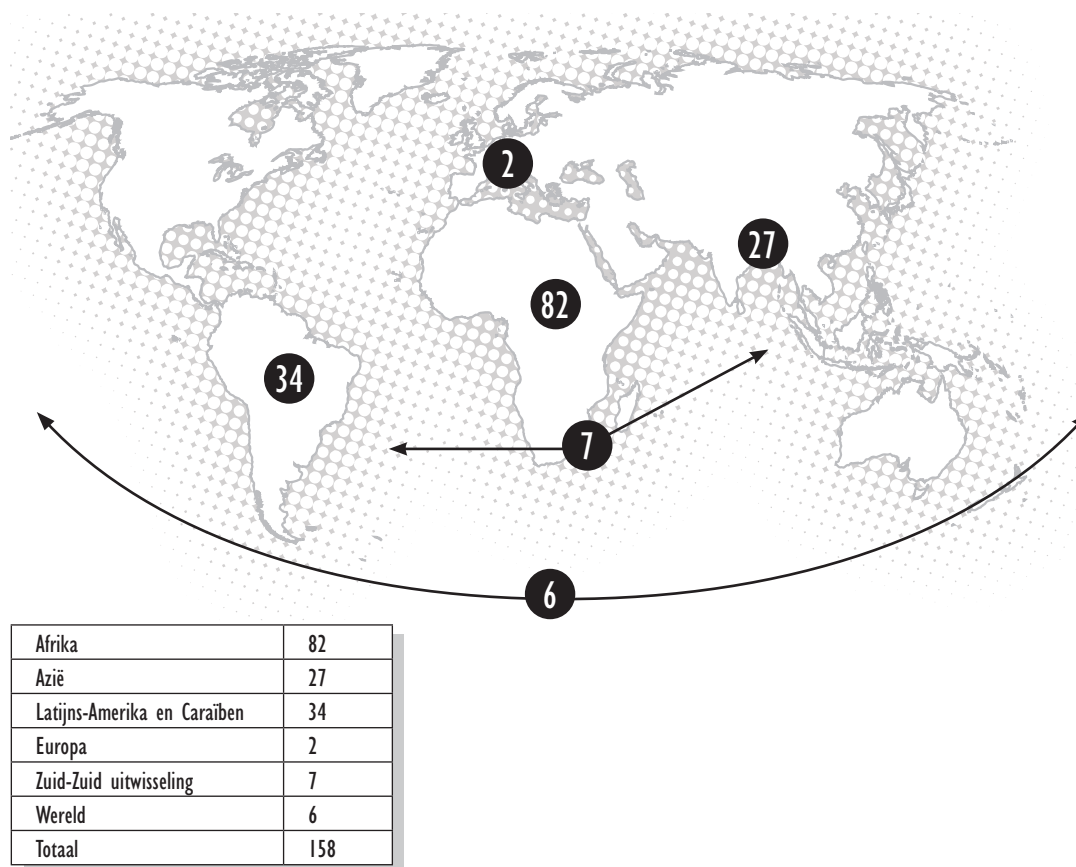 2
27
82
34
7
6
Afrika 82
Azië 27
Latijns-Amerika en Caraïben 34
Europa 2
Zuid-Zuid uitwisseling 7
Wereld 6
Totaal 158